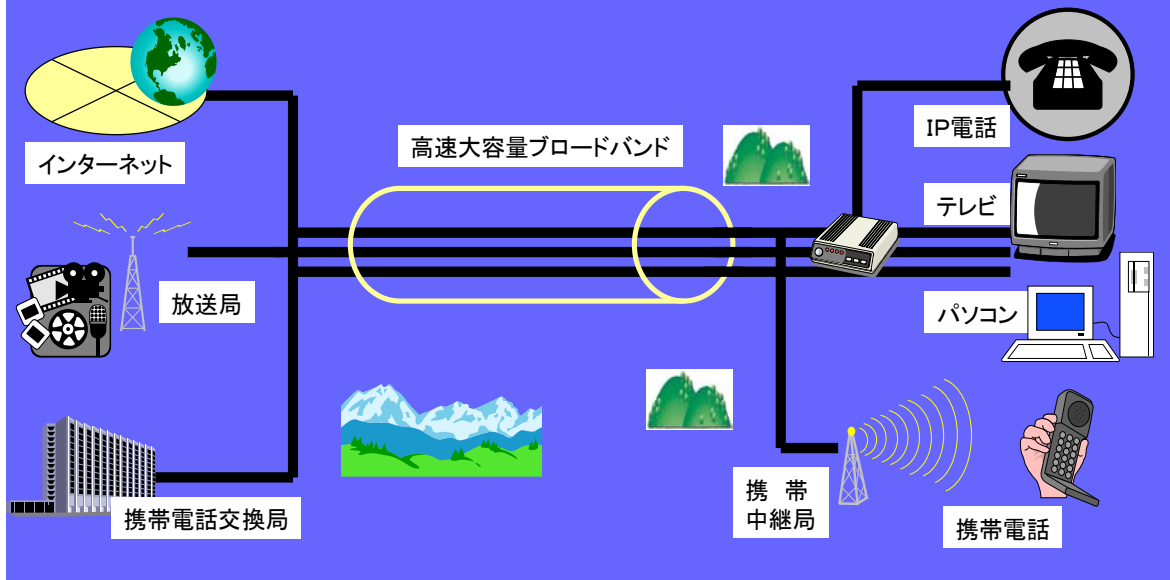 インターネット
高速大容量ブロードバンド
IP電話
テレビ
放送局
パソコン
携帯電話交換局
携 帯
中継局
携帯電話